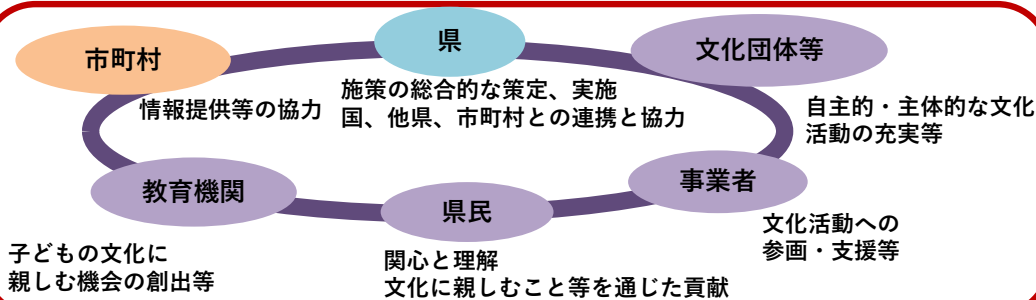 市町村
情報提供等の協力
県
施策の総合的な策定、実施
国、他県、市町村との連携と協力
文化団体等
自主的・主体的な文化
活動の充実等
教育機関
子どもの文化に
親しむ機会の創出等
県民
関心と理解
文化に親しむこと等を通じた貢献
事業者
文化活動への
参画・支援等